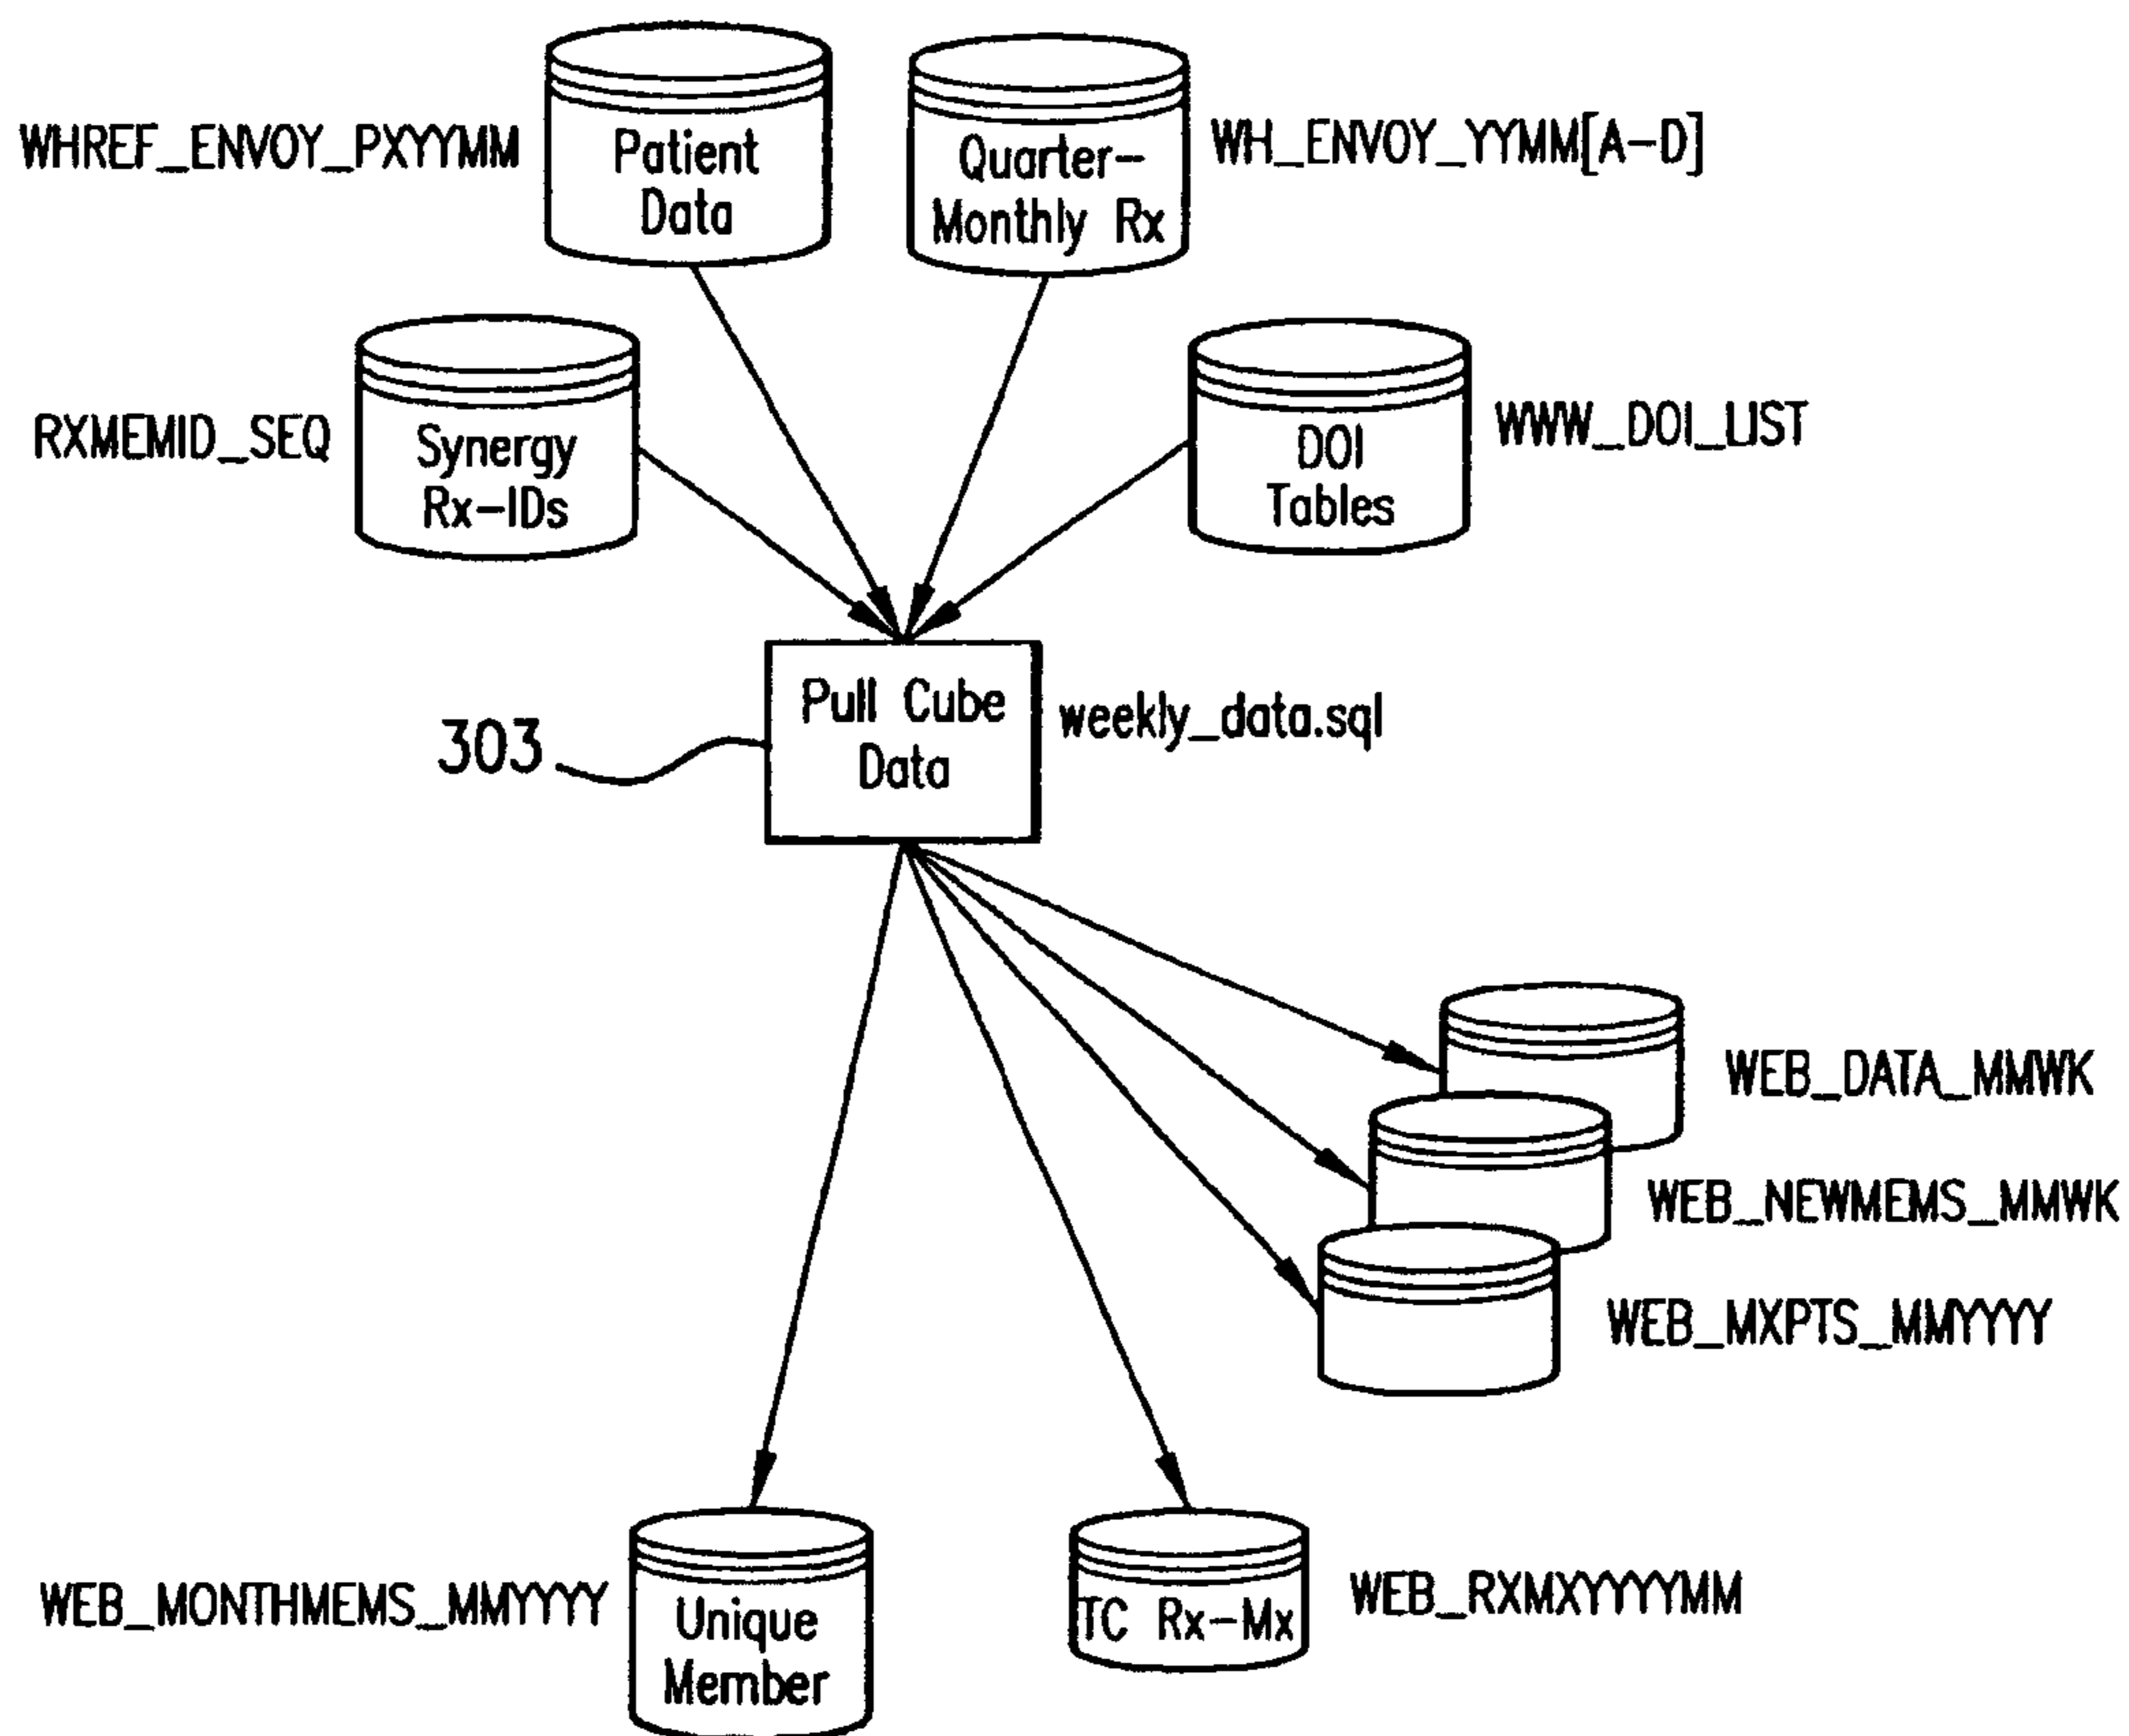 WHREF_ENVOY_PXYYMM
Patient
Data
Quarter-
Monthly Rx
WH_ENVOY_YYMM[A-D]
RXMEMID_SEQ
Synergy
Rx-IDs
DOI
Tables
WWW_DOI_LIST
303
Pull Cube
Data
weekly_data.sql
WEB_DATA_MMWK
WEB_NEWMEMS_MMWK
WEB_MXPTS_MMYYYY
WEB_MONTHMEMS_MMYYYY
Unique
Member
TC Rx-Mx
WEB_RXMXYYYYMM